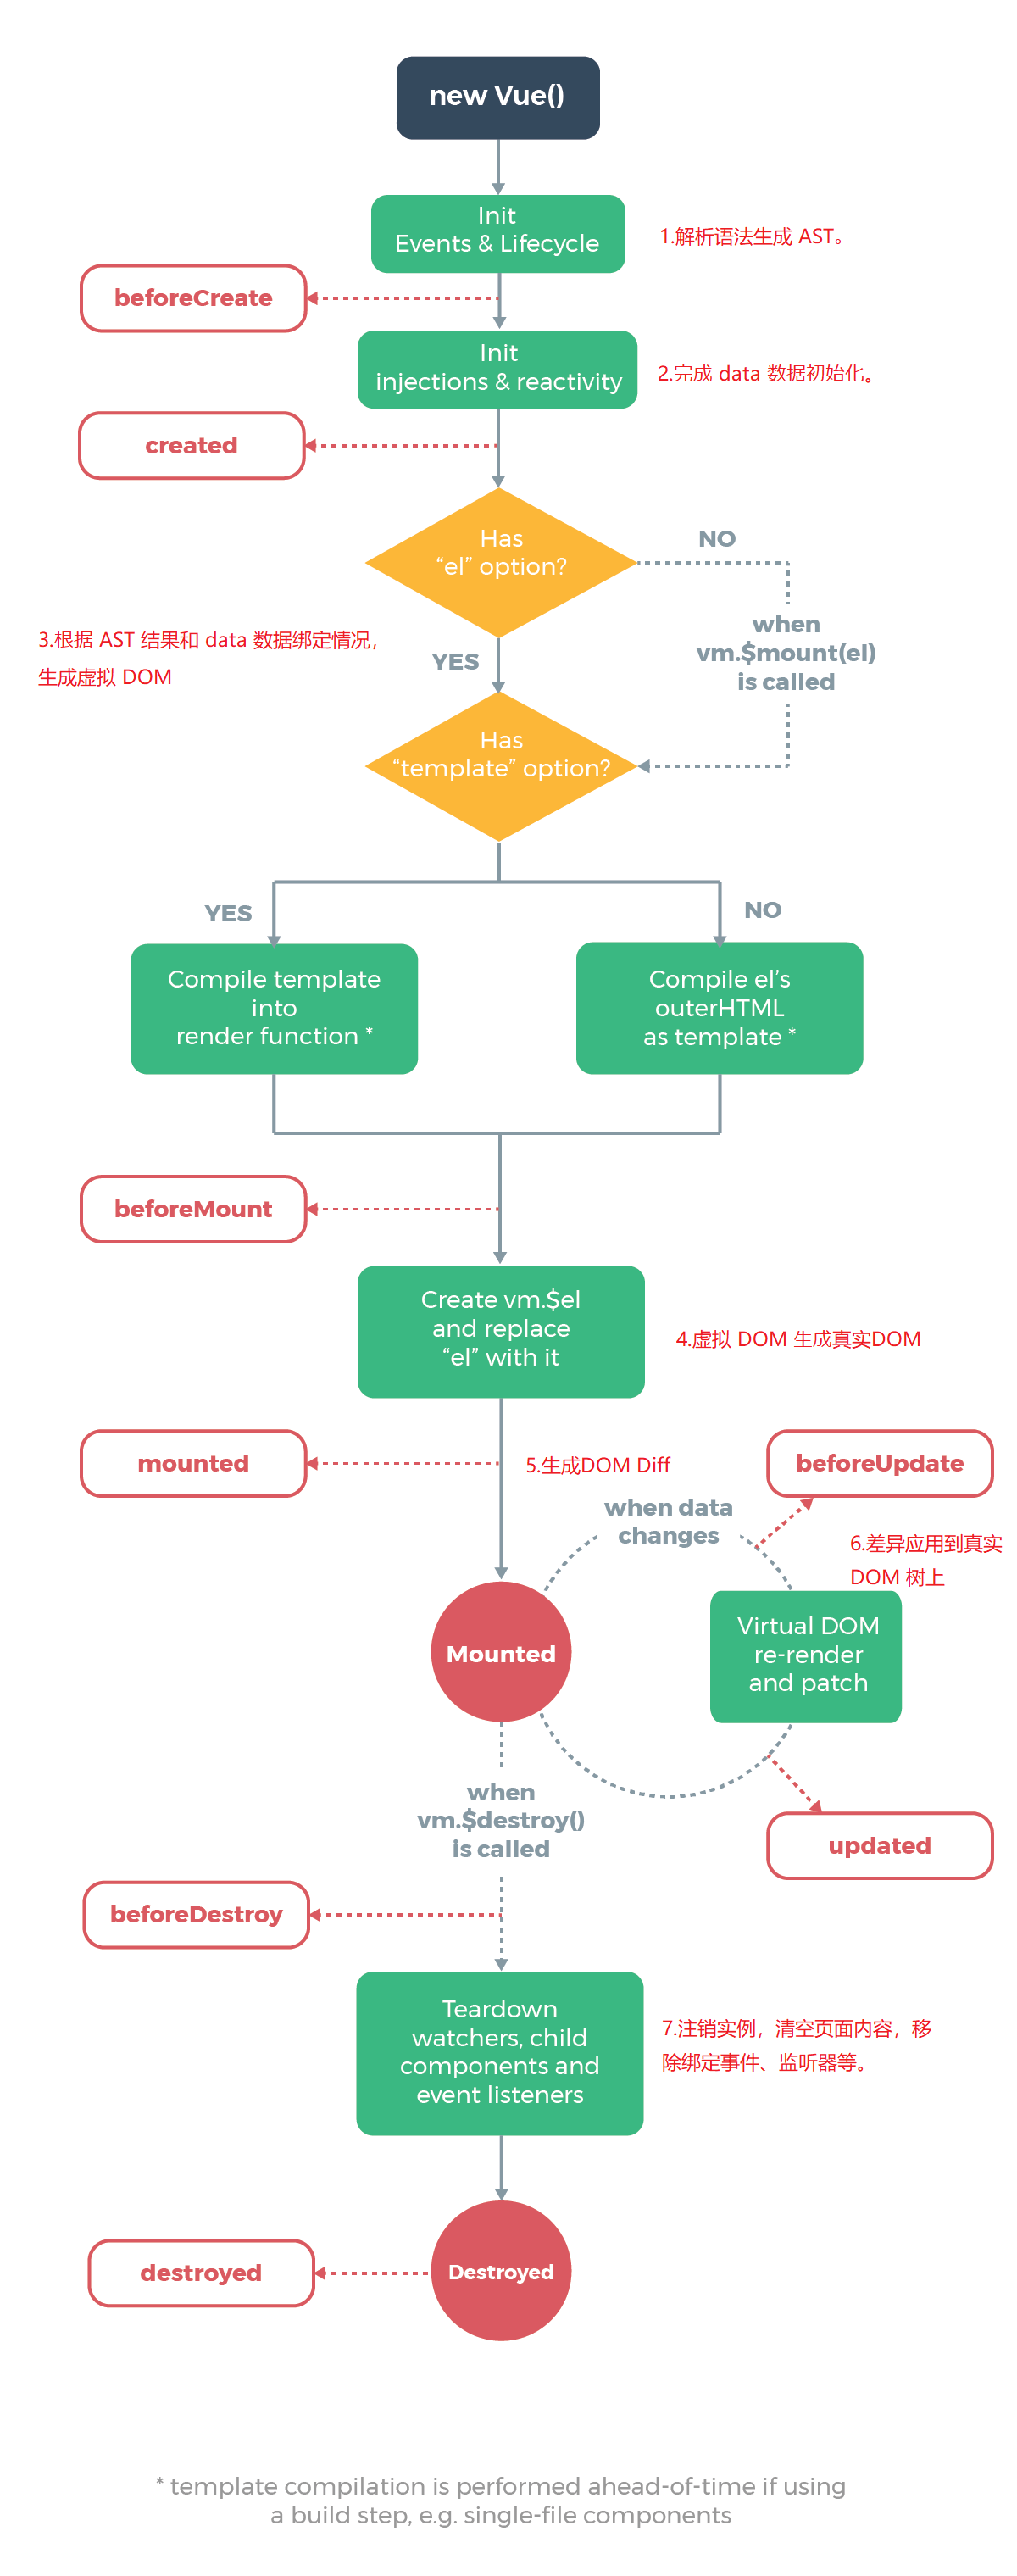 new Vue()
Init
Events & Lifecycle
1.解析语法生成 AST。
beforeCreate
Init
injections & reactivity
2.完成 data 数据初始化。
created
Has
“el” option?
NO
when
vm.$mount(el)
is called
3.根据 AST 结果和 data 数据绑定情况，
生成虚拟 DOM
YES
Has
“template” option?
YES
NO
Compile template
into
render function *
Compile el’s
outerHTML
as template *
beforeMount
Create vm.$el
and replace
“el” with it
4.虚拟 DOM 生成真实DOM
mounted
5.生成DOM Diff
beforeUpdate
when data
changes
6.差异应用到真实
DOM 树上
Mounted
Virtual DOM
re-render
and patch
when
vm.$destroy()
is called
updated
beforeDestroy
Teardown
watchers, child
components and
event listeners
7.注销实例，清空页面内容，移
除绑定事件、监听器等。
destroyed
Destroyed
* template compilation is performed ahead-of-time if using
a build step, e.g. single-file components